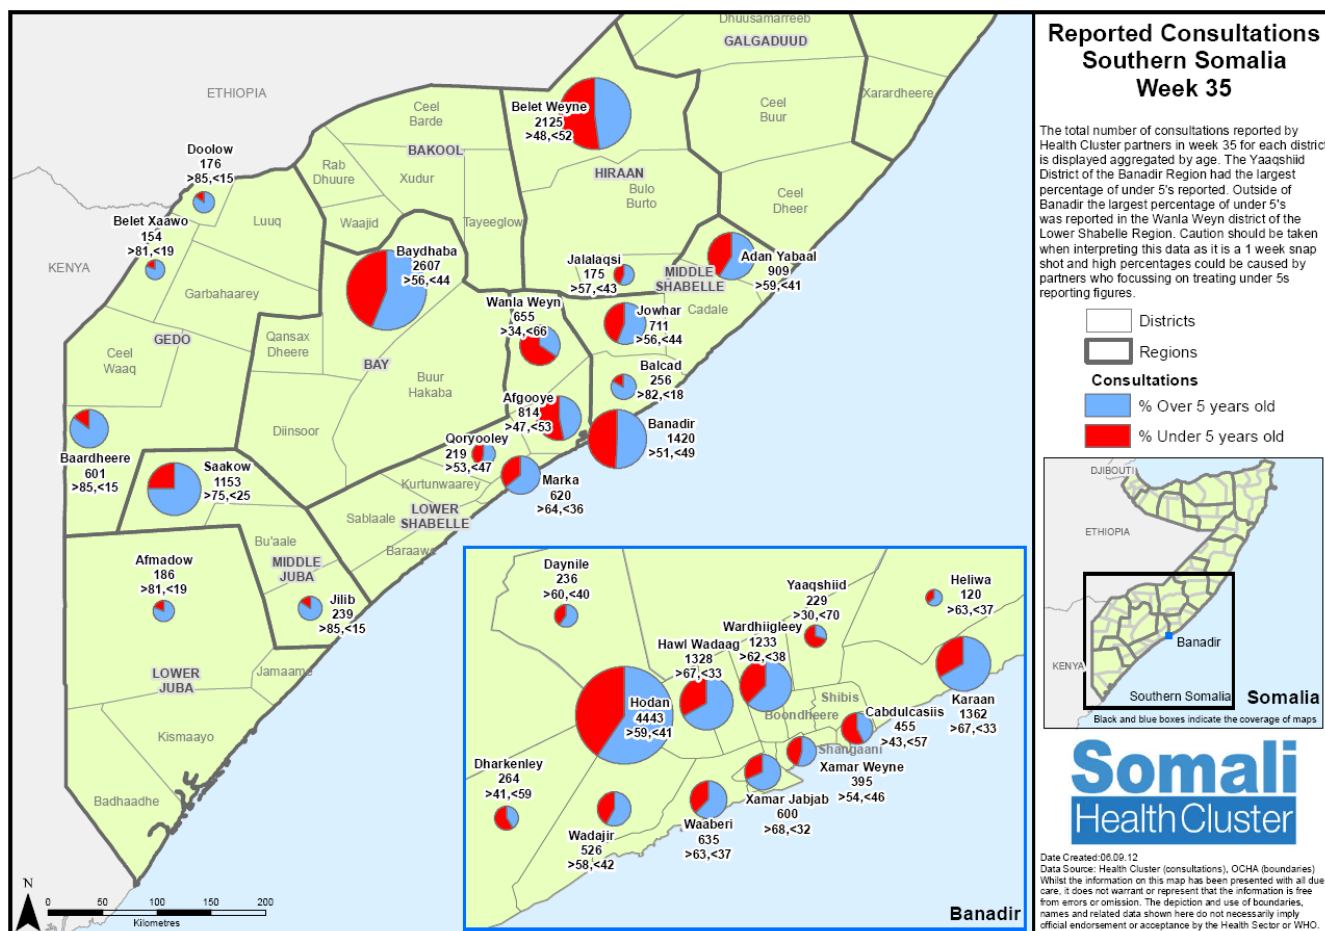 Reported Consultations
Southern Somalia
Week 35
The total number of consultations reported by
Health Cluster partners in week 35 for each district
is displayed aggregated by age. The Yaaqshiid
District of the Banadir Region had the largest
percentage of under 5's reported. Outside of
Banadir the largest percentage of under 5's
was reported in the Wanla Weyn district of the
Lower Shabelle Region. Caution should be taken
when interpreting this data as it is a 1 week snap
shot and high percentages could be caused by
partners who focussing on treating under 5s
reporting figures.
Districts
Regions
Consultations
% Over 5 years old
% Under 5 years old
DJIBOUTI
ETHIOPIA
KENYA
Banadir
Southern Somalia
Somalia
Black and blue boxes indicate the coverage of maps
Somali
Health Cluster
Date Created:06.09.12
Data Source: Health Cluster (consultations), OCHA (boundaries)
Whilst the information on this map has been presented with all due
care, it does not warrant or represent that the information is free
from errors or omission. The depiction and use of boundaries,
names and related data shown here do not necessarily imply
official endorsement or acceptance by the Health Sector or WHO.
Dhuusamarreeb
GALGADUUD
ETHIOPIA
Ceel
Buur
Xarardheere
Ceel
Barde
Belet Weyne
2125
>48,<52
Doolow
176
>85,<15
BAKOOL
Rab
Dhuure
Xudur
HIRAAN
Bulo
Burto
Ceel
Dheer
Belet Xaawo
154
>81,<19
Luuq
Waajid
Tayeeglow
KENYA
Baydhaba
2607
>56,<44
Jalalaqsi
175
>57,<43
MIDDLE
SHABELLE
Adan Yabaal
909
>59,<41
Garbahaarey
Wanla Weyn
655
>34,<66
Jowhar
711
>56,<44
Cadale
GEDO
Ceel
Waaq
Qansax
Dheere
BAY
Buur
Hakaba
Balcad
256
>82,<18
Afgooye
814
>47,<53
Banadir
1420
>51,<49
Diinsoor
Qoryooley
219
>53,<47
Baardheere
601
>85,<15
Saakow
1153
>75,<25
Kurtunwaarey
Marka
620
>64,<36
Sablaale
LOWER
SHABELLE
Baraawe
Bu'aale
Afmadow
186
>81,<19
MIDDLE
JUBA
Jilib
239
>85,<15
LOWER
JUBA
Jamaame
Kismaayo
Badhaadhe
N
0 50 100 150 200
Kilometres
Daynile
236
>60,<40
Yaaqshiid
229
>30,<70
Heliwa
120
>63,<37
Wardhiigleey
1233
>62,<38
Hawl Wadaag
1328
>67,<33
Hodan
4443
>59,<41
Shibis
Boondheere
Karaan
1362
>67,<33
Cabdulcasiis
455
>43,<57
Shangaani
Xamar Weyne
395
>54,<46
Dharkenley
264
>41,<59
Xamar Jabjab
600
>68,<32
Wadajir
526
>58,<42
Waaberi
635
>63,<37
Banadir